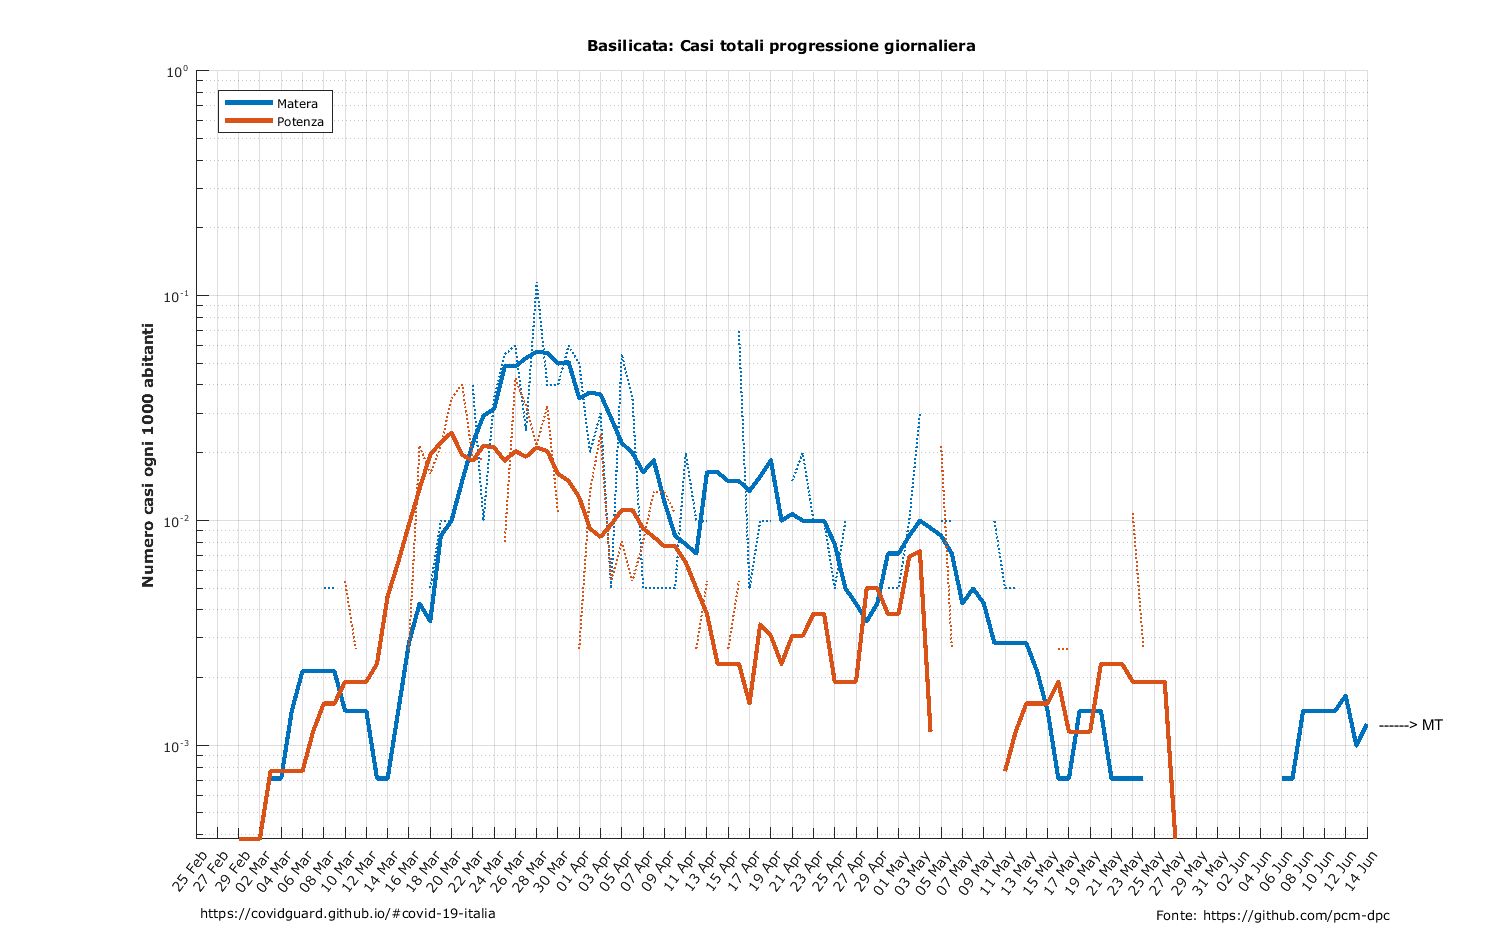 Basilicata: Casi totali progressione giornaliera
10^0
10^-1
10^-2
10^-3
Numero casi ogni 1000 abitanti
Matera
Potenza
------> MT
25 Feb
27 Feb
29 Feb
02 Mar
04 Mar
06 Mar
08 Mar
10 Mar
12 Mar
14 Mar
16 Mar
18 Mar
20 Mar
22 Mar
24 Mar
26 Mar
28 Mar
30 Mar
01 Apr
03 Apr
05 Apr
07 Apr
09 Apr
11 Apr
13 Apr
15 Apr
17 Apr
19 Apr
21 Apr
23 Apr
25 Apr
27 Apr
29 Apr
01 May
03 May
05 May
07 May
09 May
11 May
13 May
15 May
17 May
19 May
21 May
23 May
25 May
27 May
29 May
31 May
02 Jun
04 Jun
06 Jun
08 Jun
10 Jun
12 Jun
14 Jun
https://covidguard.github.io/#covid-19-italia
Fonte: https://github.com/pcm-dpc